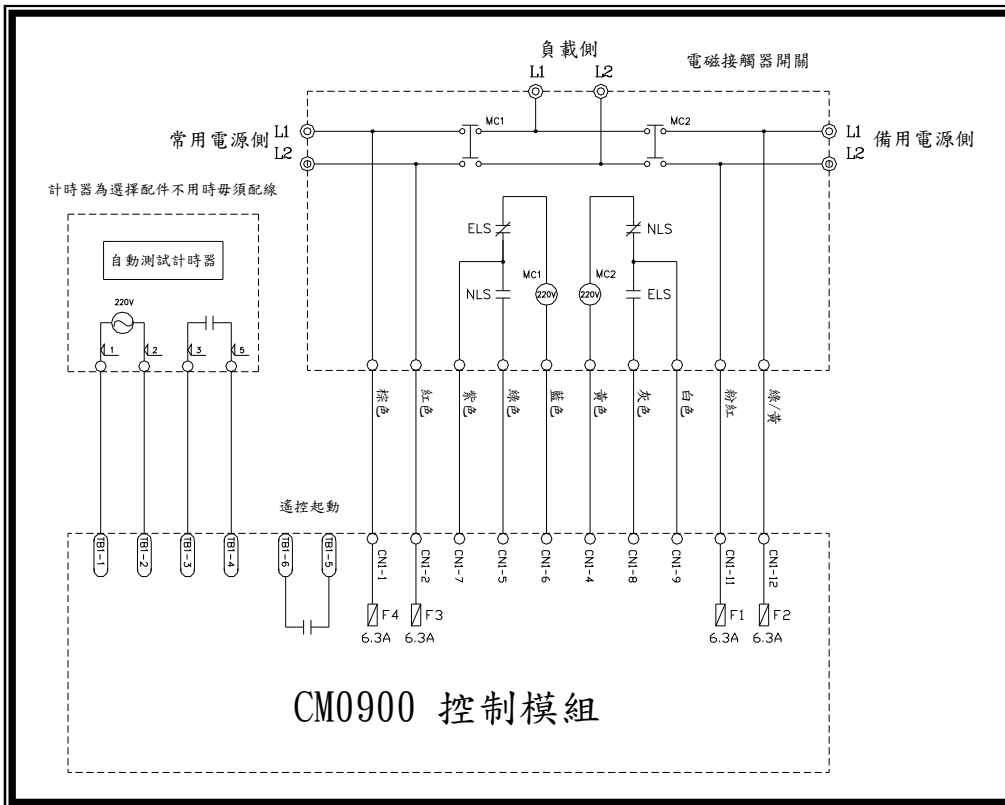 負載側
電磁接觸器開關
L1
L2
常用電源側
L1
L2
MC1
MC2
L1
L2
備用電源側
計時器為選擇配件不用時毋須配線
自動測試計時器
220V
1
2
3
5
ELS
NLS
MC1
220V
MC2
220V
NLS
ELS
棕色
紅色
紫色
綠色
藍色
黃色
灰色
白色
粉紅
綠/黃
遙控起動
TB1-1
TB1-2
TB1-3
TB1-4
TB1-6
TB1-5
CN1-1
CN1-2
CN1-7
CN1-5
CN1-6
CN1-4
CN1-8
CN1-9
CN1-11
CN1-12
F4
6.3A
F3
6.3A
F1
6.3A
F2
6.3A
CM0900 控制模組